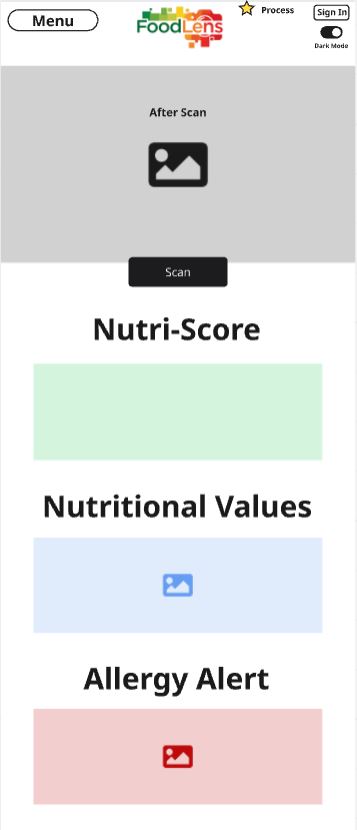 Menu
FoodLens
Process
Sign In
Dark Mode
After Scan
Scan
Nutri-Score
Nutritional Values
Allergy Alert